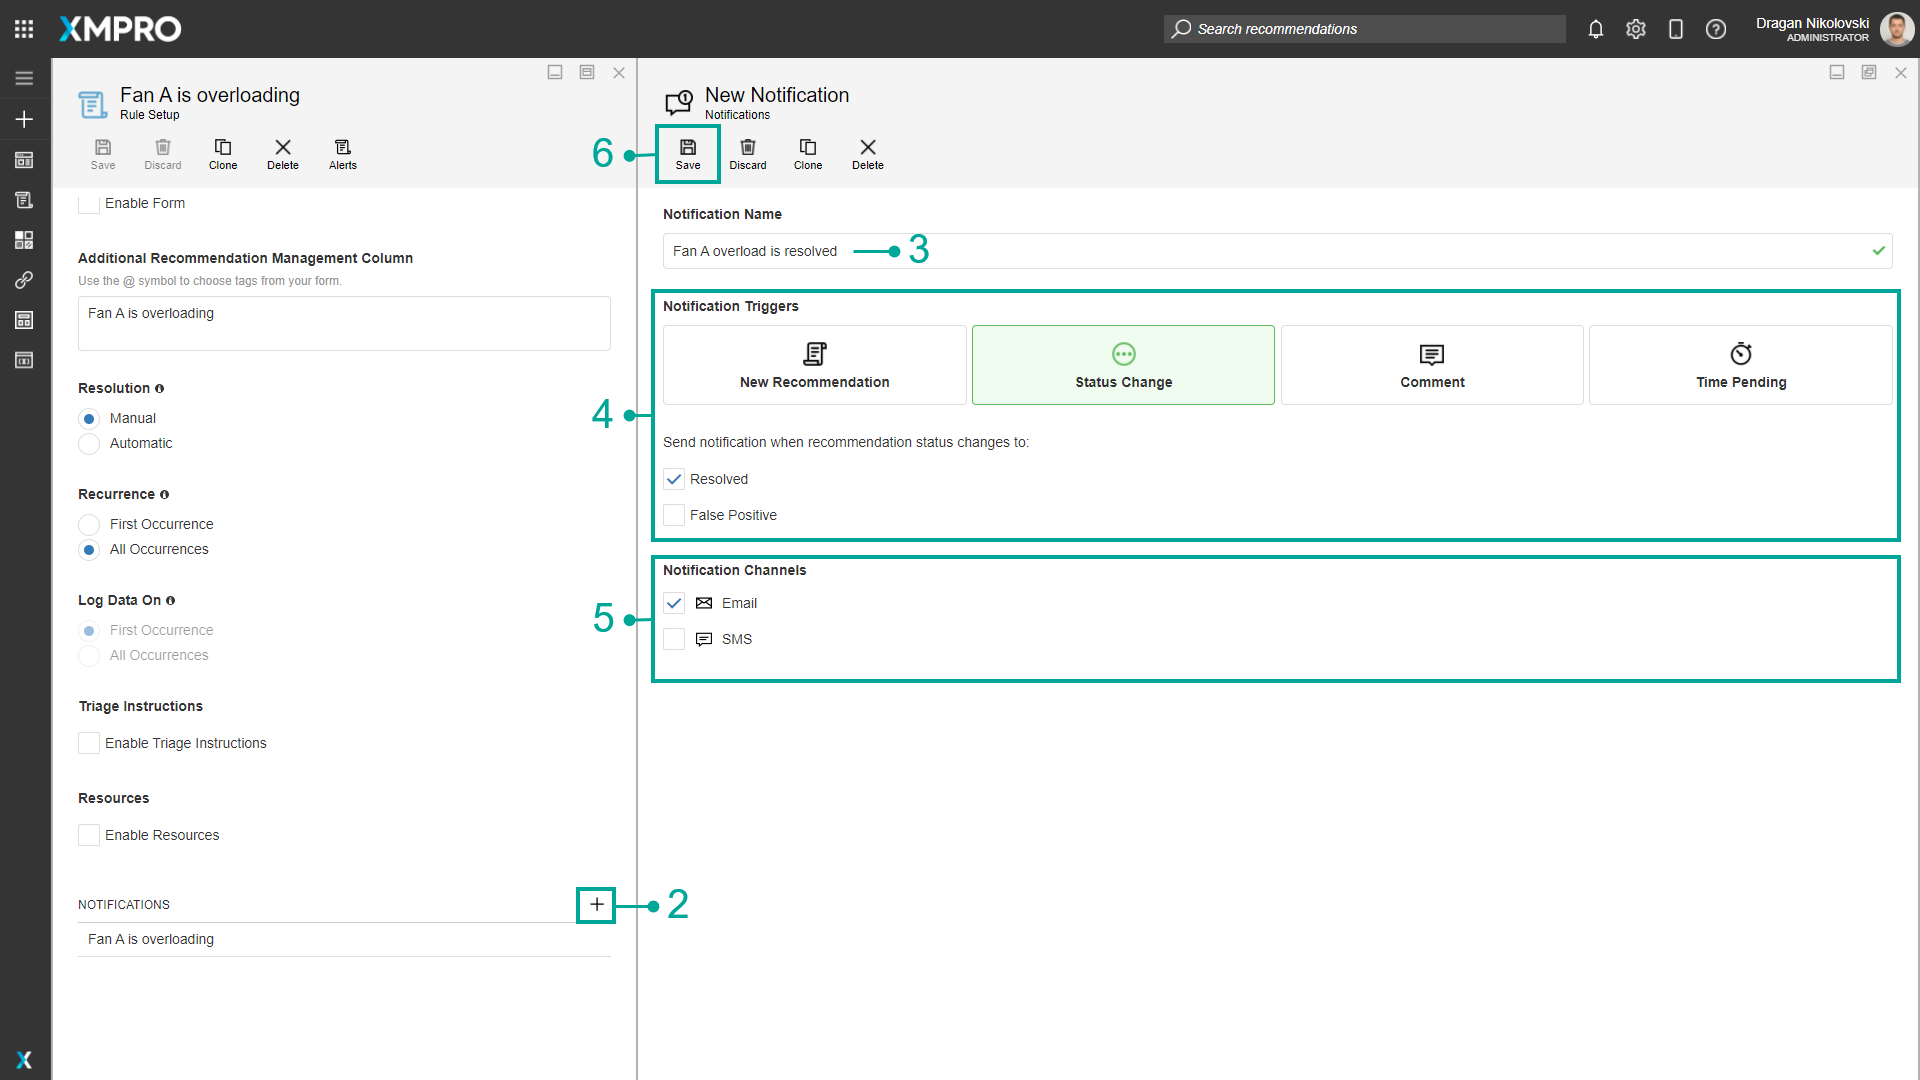 XMPRO
Search recommendations
Dragan Nikolovski
ADMINISTRATOR
Fan A is overloading
Rule Setup
Save
Discard
Clone
Delete
Alerts
Enable Form
Additional Recommendation Management Column
Use the @ symbol to choose tags from your form.
Fan A is overloading
Resolution
Manual
Automatic
Recurrence
First Occurrence
All Occurrences
Log Data On
First Occurrence
All Occurrences
Triage Instructions
Enable Triage Instructions
Resources
Enable Resources
NOTIFICATIONS
2
Fan A is overloading
New Notification
Notifications
6
Save
Discard
Clone
Delete
Notification Name
Fan A overload is resolved
3
4
Notification Triggers
New Recommendation
Status Change
Comment
Time Pending
Send notification when recommendation status changes to:
Resolved
False Positive
5
Notification Channels
Email
SMS